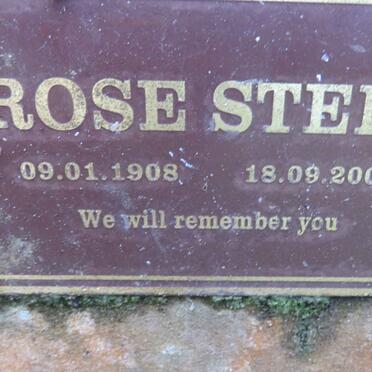 ROSE STE
09.01.1908 18.09.200
We will remember you